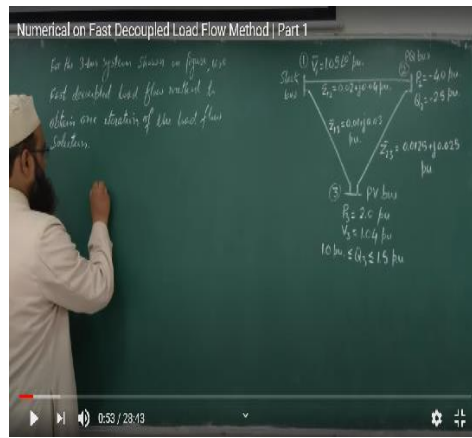 Numerical on Fast Decoupled Load Flow Method | Part 1
For the 3-bus system shown in figure, use
Fast decoupled load flow method to
obtain one iteration of the load flow
solution.
① V̄₁=1.05∠0° pu.
PQ bus
②
Slack
bus
Z̄₁₂=0.02+j0.04 pu.
P₂=-4.0 pu
Q₂=-2.5 pu
Z̄₁₃=0.01+j0.03
pu.
Z̄₂₃=0.0125+j0.025
pu
③ PV bus
P₃=2.0 pu
V₃=1.04 pu
1.0 pu ≤Q₃≤ 1.5 pu
0:53 / 28:43